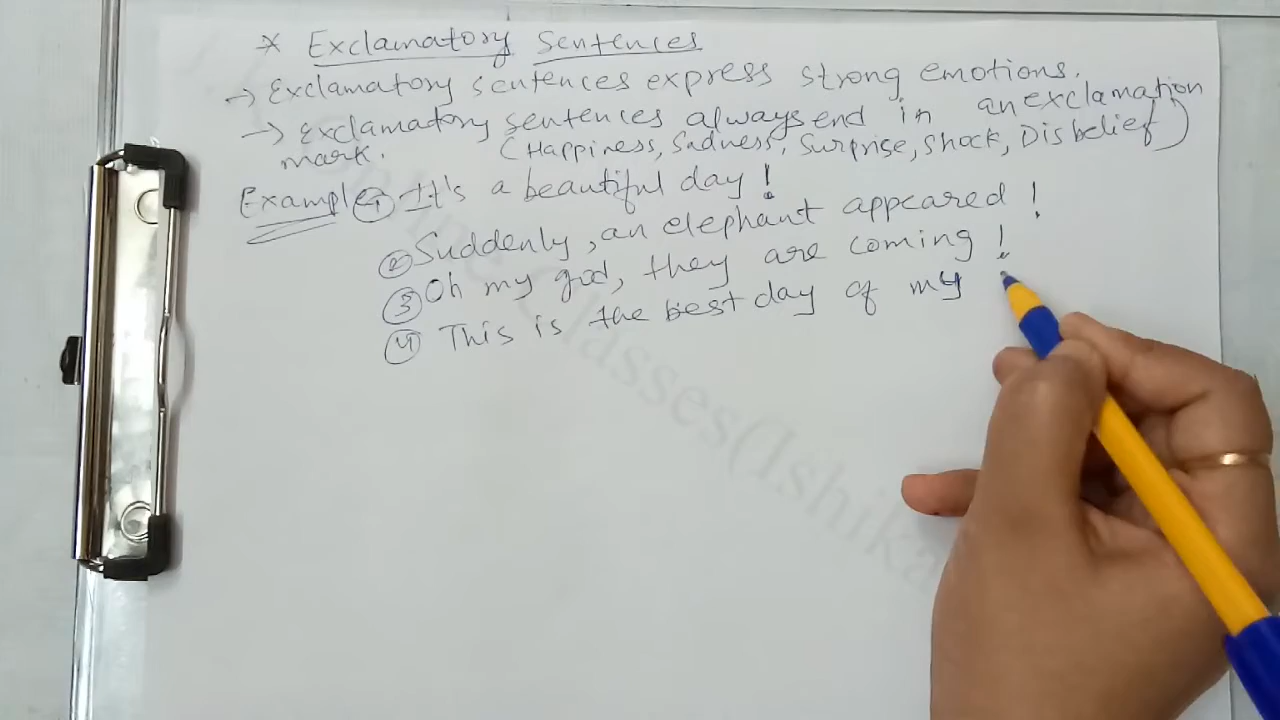 * Exclamatory Sentences
→ Exclamatory sentences express strong emotions.
→ Exclamatory sentences always end in an exclamation
mark. (Happiness, Sadness, Surprise, Shock, Disbelief)
Example ① It's a beautiful day!
② Suddenly, an elephant appeared!
③ Oh my god, they are coming!
④ This is the best day of my
Classes (Ishika